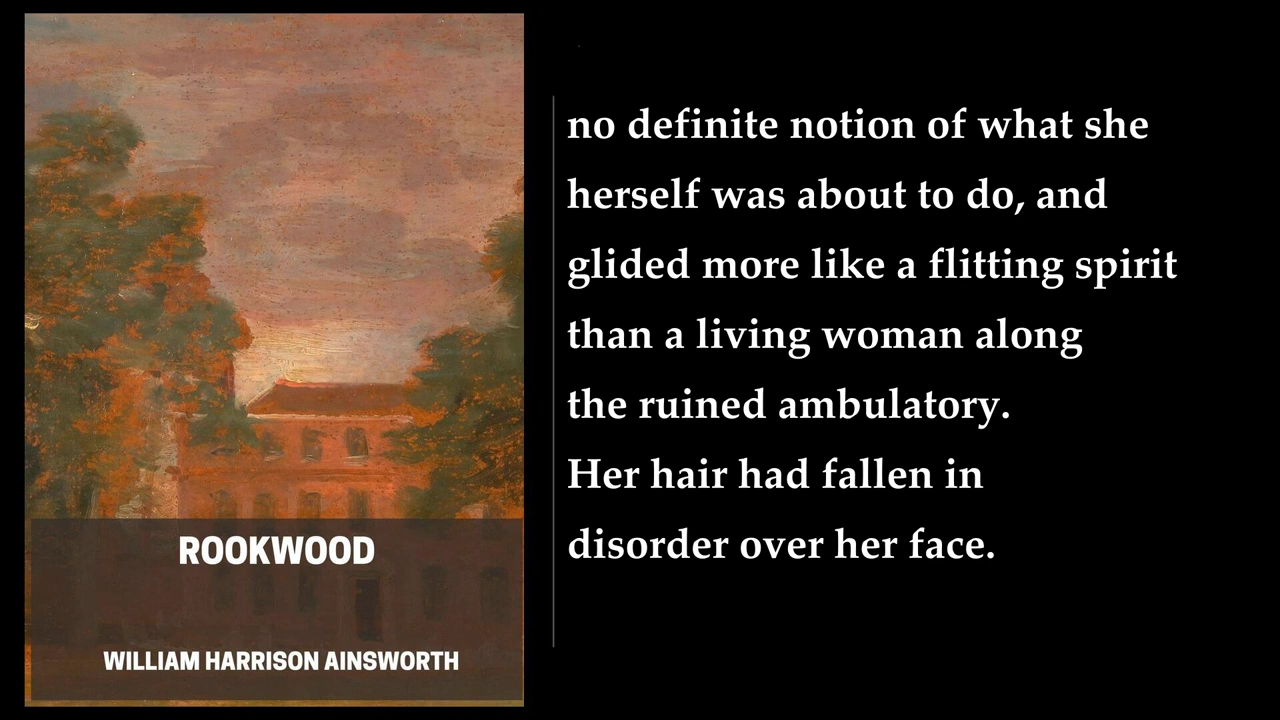 ROOKWOOD
WILLIAM HARRISON AINSWORTH
no definite notion of what she
herself was about to do, and
glided more like a flitting spirit
than a living woman along
the ruined ambulatory.
Her hair had fallen in
disorder over her face.